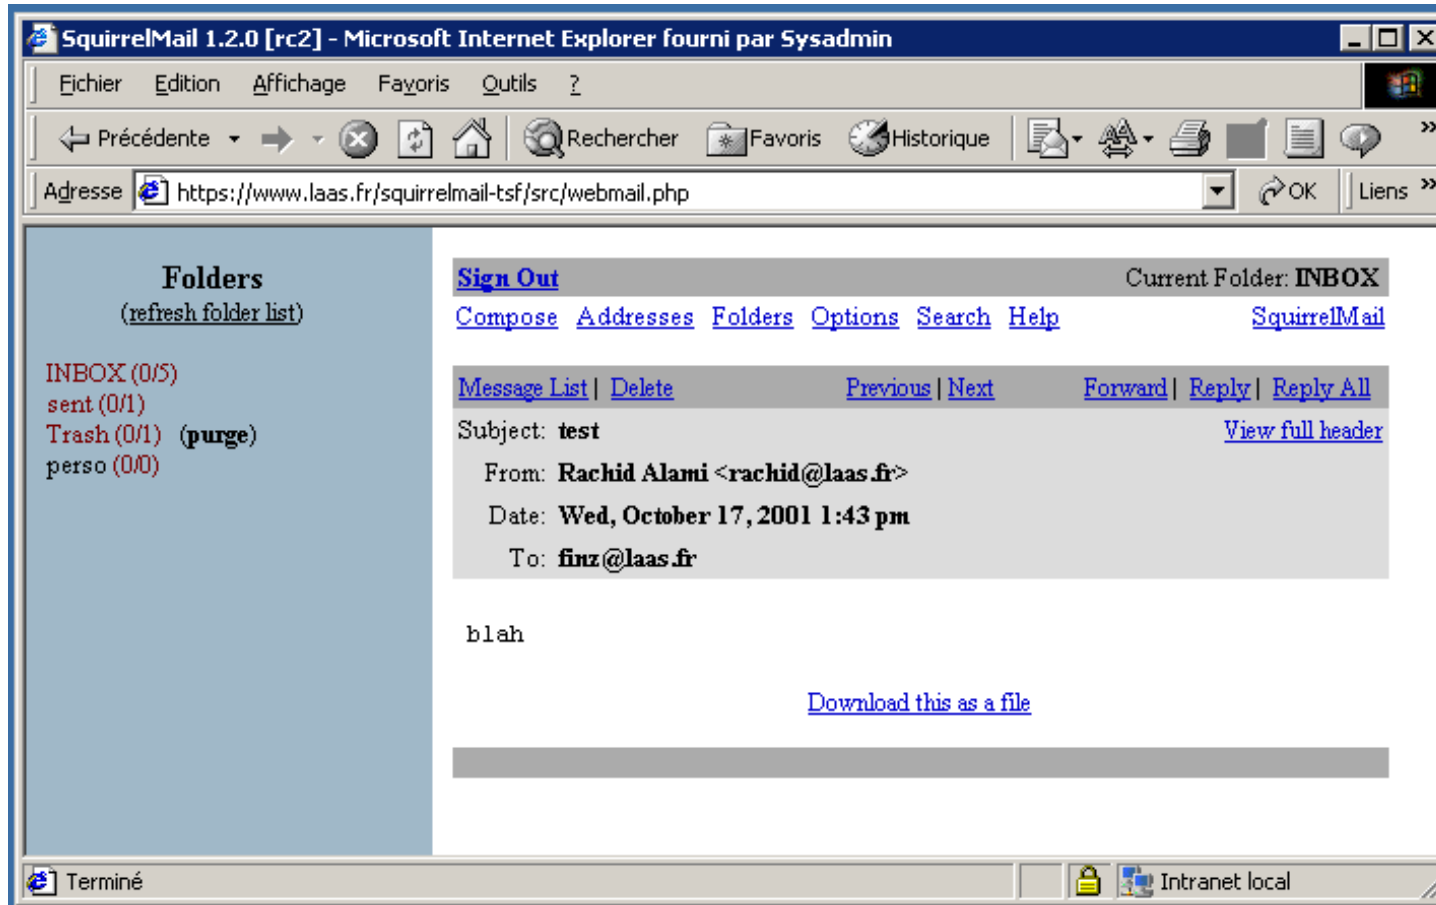 SquirrelMail 1.2.0 [rc2] - Microsoft Internet Explorer fourni par Sysadmin
Fichier Edition Affichage Favoris Outils ?
Précédente Rechercher Favoris Historique »
Adresse https://www.laas.fr/squirrelmail-tsf/src/webmail.php OK Liens »
Folders
(refresh folder list)
INBOX (0/5)
sent (0/1)
Trash (0/1) (purge)
perso (0/0)
Sign Out Current Folder: INBOX
Compose Addresses Folders Options Search Help SquirrelMail
Message List | Delete Previous | Next Forward | Reply | Reply All
Subject: test View full header
From: Rachid Alami <rachid@laas.fr>
Date: Wed, October 17, 2001 1:43 pm
To: finz@laas.fr
blah
Download this as a file
Terminé Intranet local